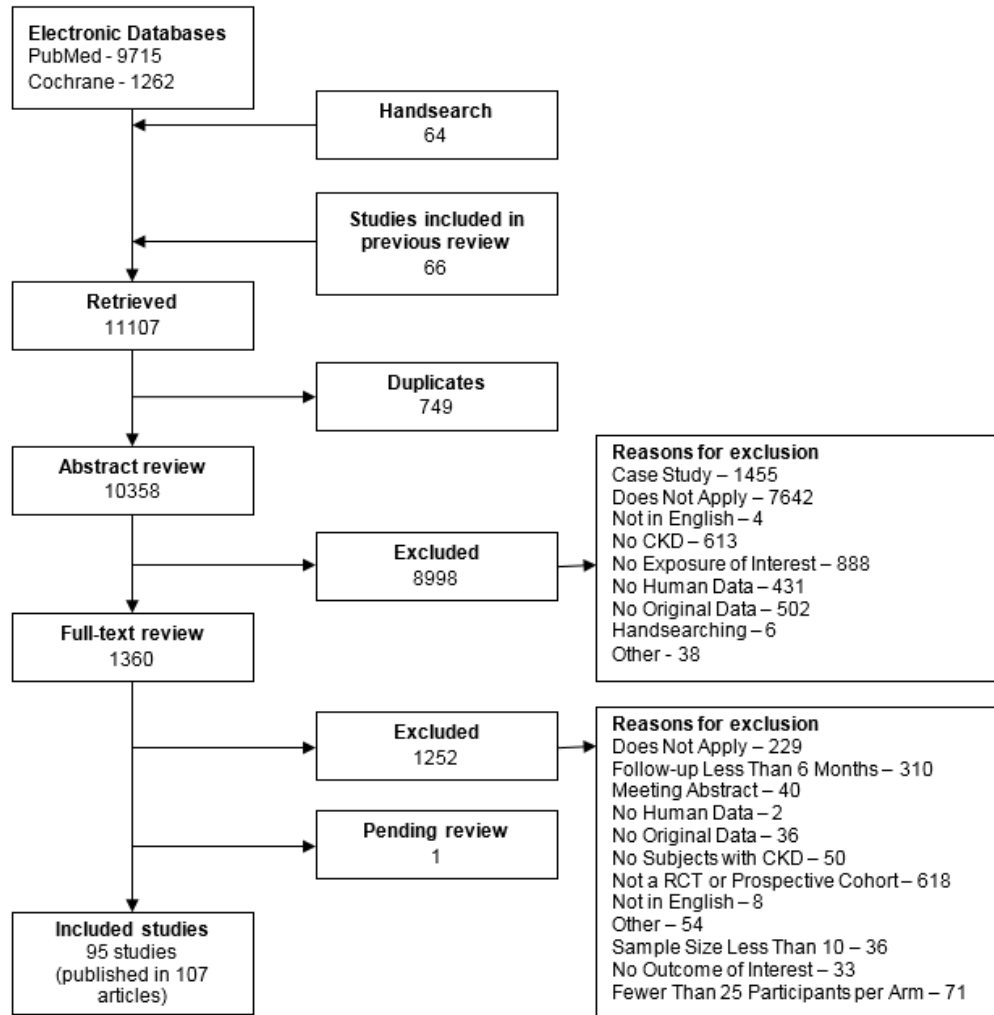 Electronic Databases
PubMed - 9715
Cochrane - 1262
Handsearch
64
Studies included in
previous review
66
Retrieved
11107
Duplicates
749
Abstract review
10358
Excluded
8998
Reasons for exclusion
Case Study – 1455
Does Not Apply – 7642
Not in English – 4
No CKD – 613
No Exposure of Interest – 888
No Human Data – 431
No Original Data – 502
Handsearching – 6
Other - 38
Full-text review
1360
Excluded
1252
Reasons for exclusion
Does Not Apply – 229
Follow-up Less Than 6 Months – 310
Meeting Abstract – 40
No Human Data – 2
No Original Data – 36
No Subjects with CKD – 50
Not a RCT or Prospective Cohort – 618
Not in English – 8
Other – 54
Sample Size Less Than 10 – 36
No Outcome of Interest – 33
Fewer Than 25 Participants per Arm – 71
Pending review
1
Included studies
95 studies
(published in 107
articles)